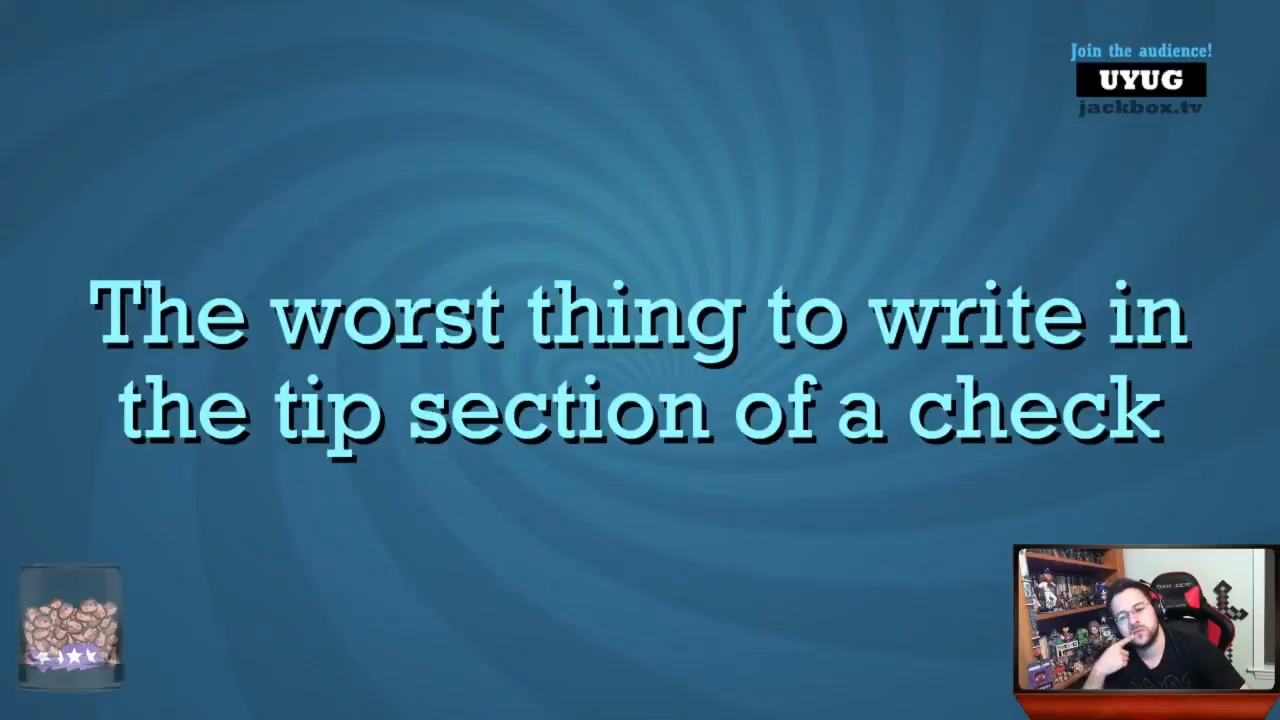 Join the audience!
UYUG
jackbox.tv
The worst thing to write in
the tip section of a check